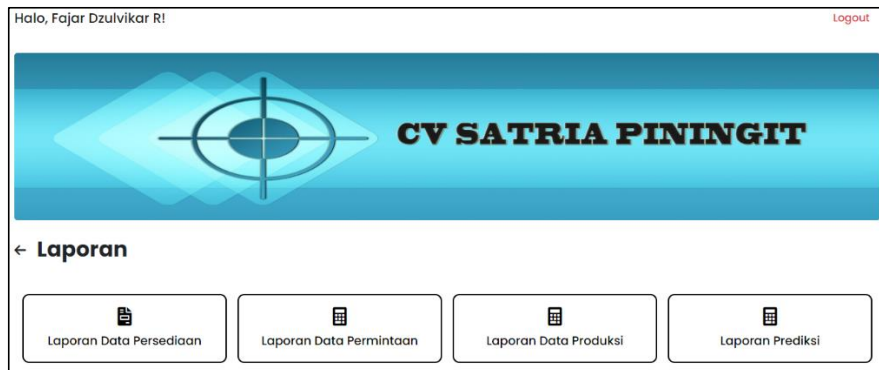 Halo, Fajar Dzulvikar R!
Logout
CV SATRIA PININGIT
← Laporan
Laporan Data Persediaan
Laporan Data Permintaan
Laporan Data Produksi
Laporan Prediksi